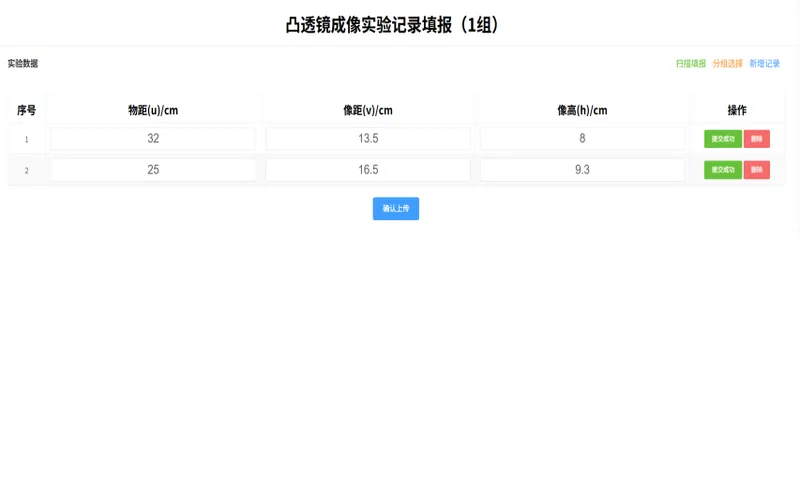 凸透镜成像实验记录填报（1组）
实验数据 扫描填报 分组选择 新增记录
序号 物距(u)/cm 像距(v)/cm 像高(h)/cm 操作
1 32 13.5 8 提交成功 删除
2 25 16.5 9.3 提交成功 删除
确认上传